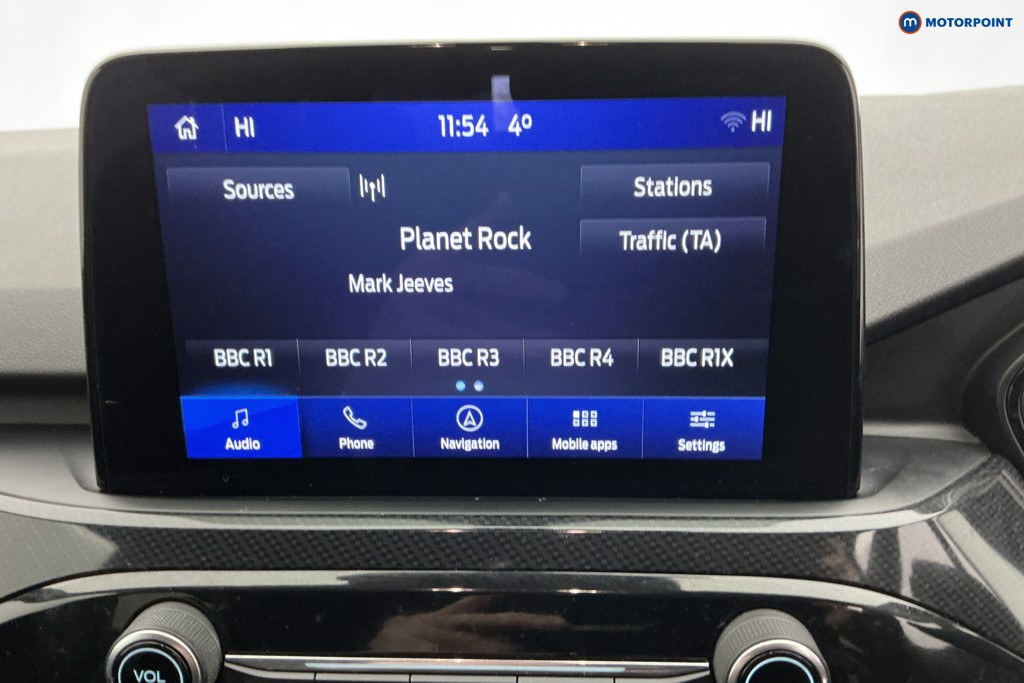 m MOTORPOINT
HI 11:54 4° HI
Sources Stations
Planet Rock Traffic (TA)
Mark Jeeves
BBC R1 BBC R2 BBC R3 BBC R4 BBC R1X
Audio Phone Navigation Mobile apps Settings
VOL